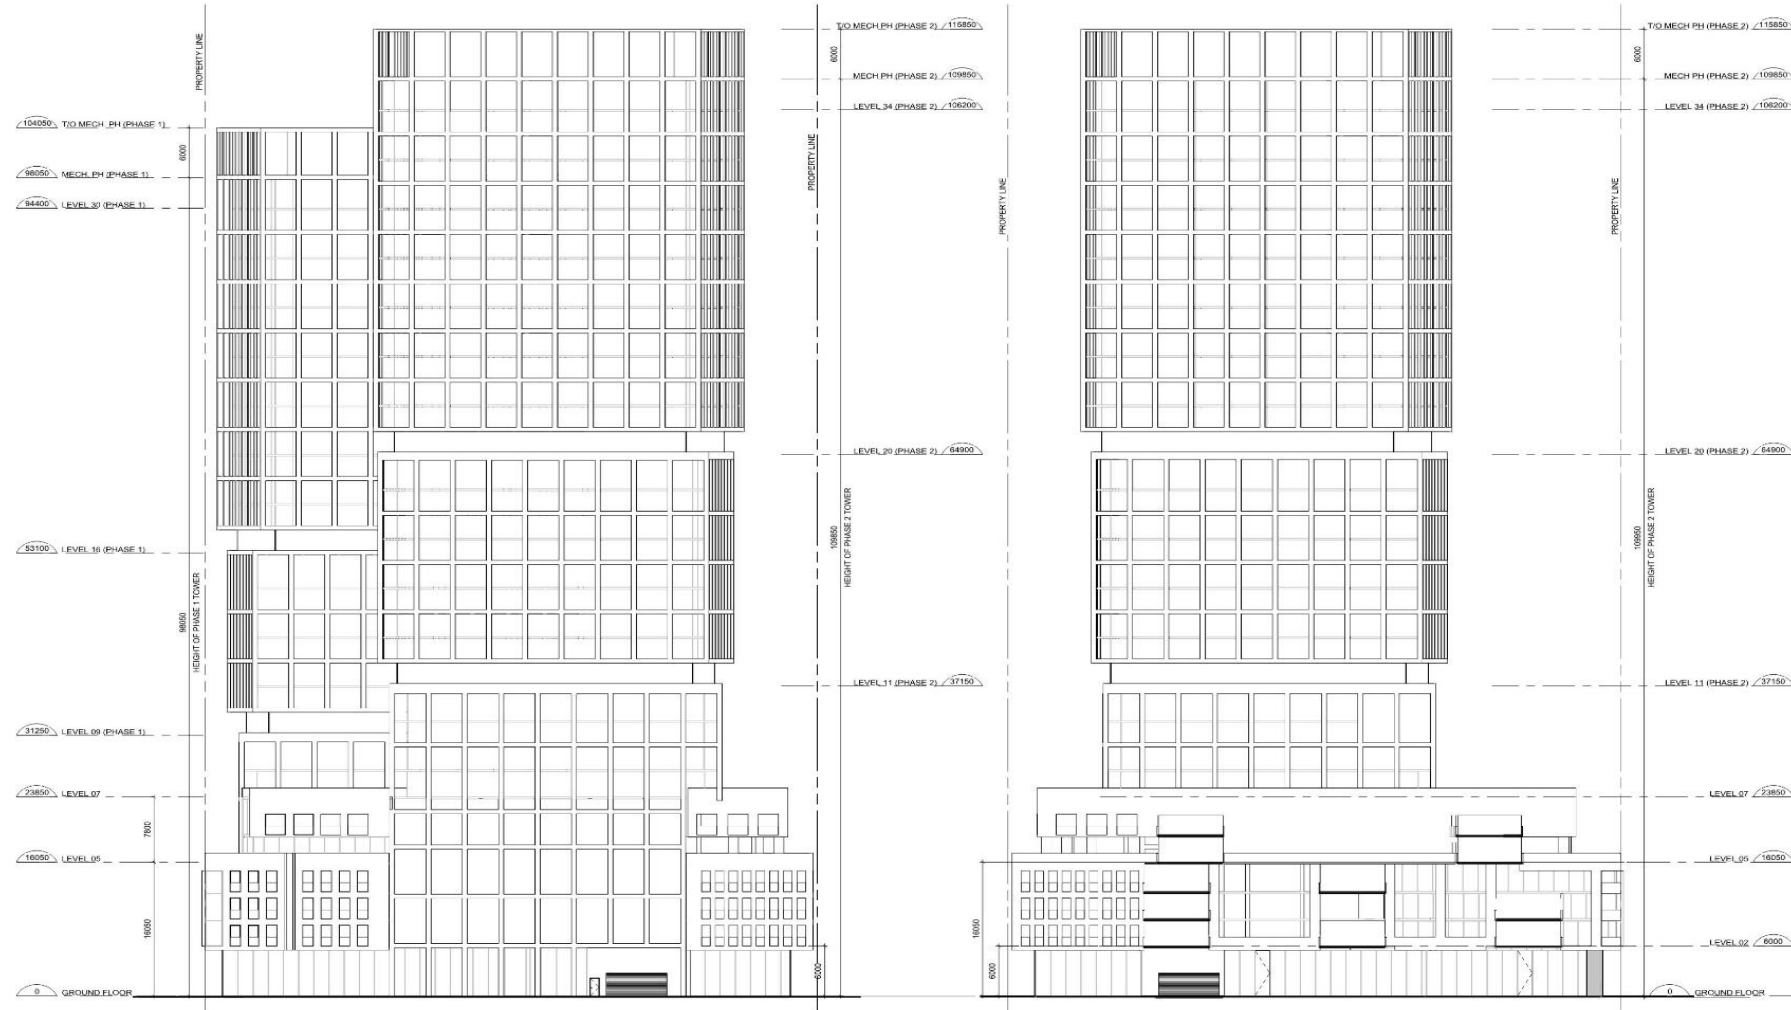 T/O MECH PH (PHASE 2) 115850
T/O MECH PH (PHASE 2) 115850
PROPERTY LINE
6000
6000
MECH PH (PHASE 2) 109850
MECH PH (PHASE 2) 109850
LEVEL 34 (PHASE 2) 106200
LEVEL 34 (PHASE 2) 106200
104050 T/O MECH. PH (PHASE 1)
6000
PROPERTY LINE
98050 MECH. PH (PHASE 1)
PROPERTY LINE
PROPERTY LINE
94400 LEVEL 30 (PHASE 1)
LEVEL 20 (PHASE 2) 64900
LEVEL 20 (PHASE 2) 64900
109850
HEIGHT OF PHASE 2 TOWER
109950
HEIGHT OF PHASE 2 TOWER
53100 LEVEL 16 (PHASE 1)
98050
HEIGHT OF PHASE 1 TOWER
LEVEL 11 (PHASE 2) 37150
LEVEL 11 (PHASE 2) 37150
31250 LEVEL 09 (PHASE 1)
23850 LEVEL 07
LEVEL 07 23850
7800
16050 LEVEL 05
LEVEL 05 16050
16050
16050
LEVEL 02 6000
6000
6000
0 GROUND FLOOR
0 GROUND FLOOR